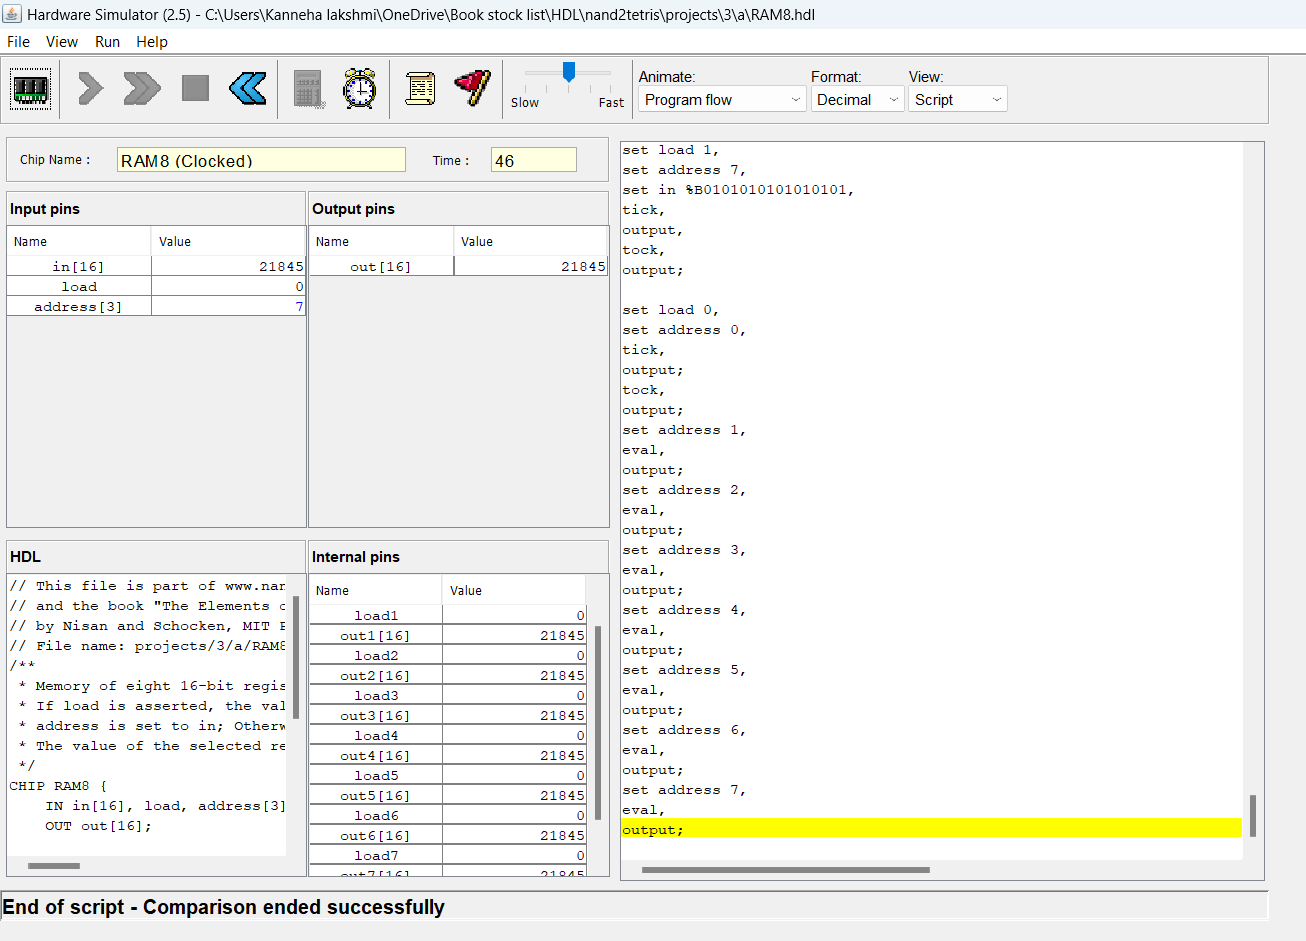 Hardware Simulator (2.5) - C:\Users\Kanneha lakshmi\OneDrive\Book stock list\HDL\nand2tetris\projects\3\a\RAM8.hdl
File View Run Help
Slow Fast
Animate: Format: View:
Program flow Decimal Script
Chip Name : RAM8 (Clocked) Time : 46
Input pins
Name Value
in[16] 21845
load 0
address[3] 7
Output pins
Name Value
out[16] 21845
HDL
// This file is part of www.nan
// and the book "The Elements
// by Nisan and Schocken, MIT
// File name: projects/3/a/RAM8
/**
* Memory of eight 16-bit regis
* If load is asserted, the val
* address is set to in; Otherw
* The value of the selected re
*/
CHIP RAM8 {
IN in[16], load, address[3]
OUT out[16];
Internal pins
Name Value
load1 0
out1[16] 21845
load2 0
out2[16] 21845
load3 0
out3[16] 21845
load4 0
out4[16] 21845
load5 0
out5[16] 21845
load6 0
out6[16] 21845
load7 0
out7[16] 21845
set load 1,
set address 7,
set in %B0101010101010101,
tick,
output,
tock,
output;
set load 0,
set address 0,
tick,
output;
tock,
output;
set address 1,
eval,
output;
set address 2,
eval,
output;
set address 3,
eval,
output;
set address 4,
eval,
output;
set address 5,
eval,
output;
set address 6,
eval,
output;
set address 7,
eval,
output;
End of script - Comparison ended successfully